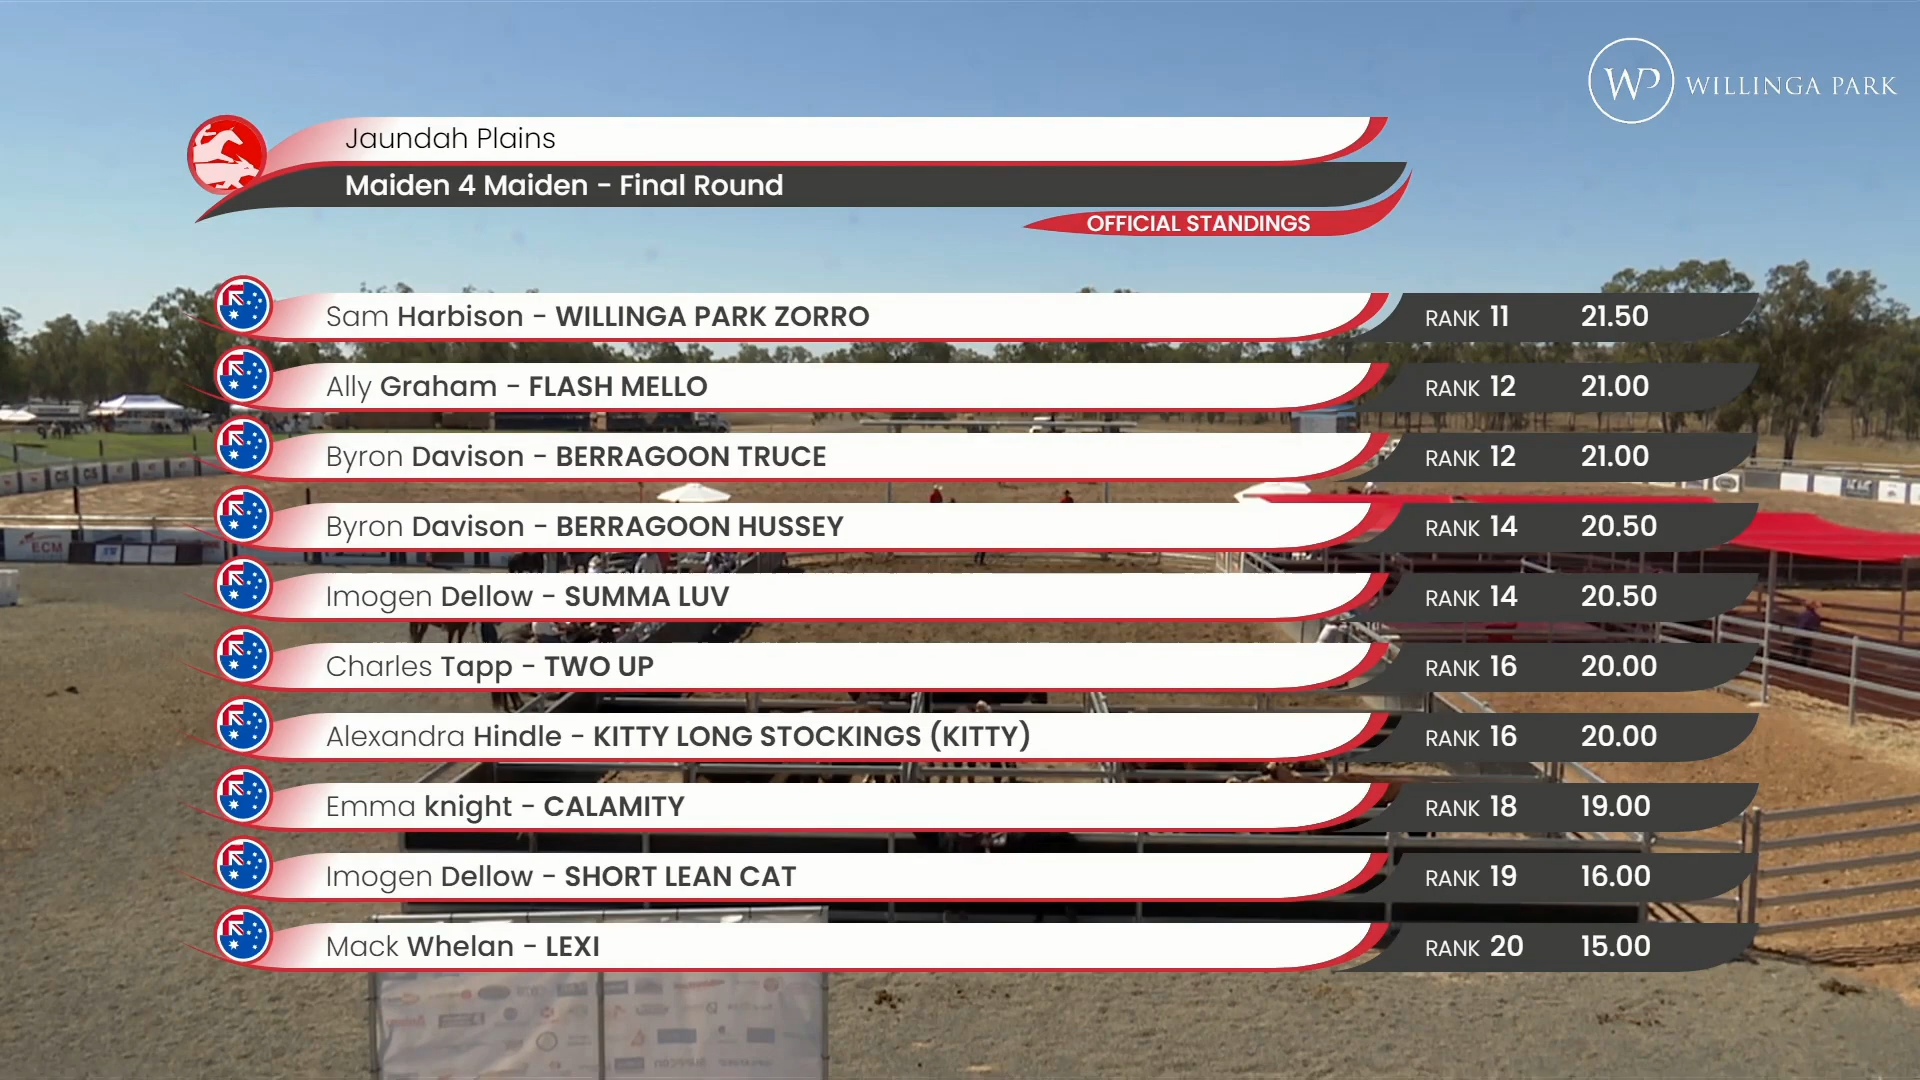 WP WILLINGA PARK
Jaundah Plains
Maiden 4 Maiden - Final Round
OFFICIAL STANDINGS
Sam Harbison - WILLINGA PARK ZORRO RANK 11 21.50
Ally Graham - FLASH MELLO RANK 12 21.00
Byron Davison - BERRAGOON TRUCE RANK 12 21.00
Byron Davison - BERRAGOON HUSSEY RANK 14 20.50
Imogen Dellow - SUMMA LUV RANK 14 20.50
Charles Tapp - TWO UP RANK 16 20.00
Alexandra Hindle - KITTY LONG STOCKINGS (KITTY) RANK 16 20.00
Emma knight - CALAMITY RANK 18 19.00
Imogen Dellow - SHORT LEAN CAT RANK 19 16.00
Mack Whelan - LEXI RANK 20 15.00
ECM